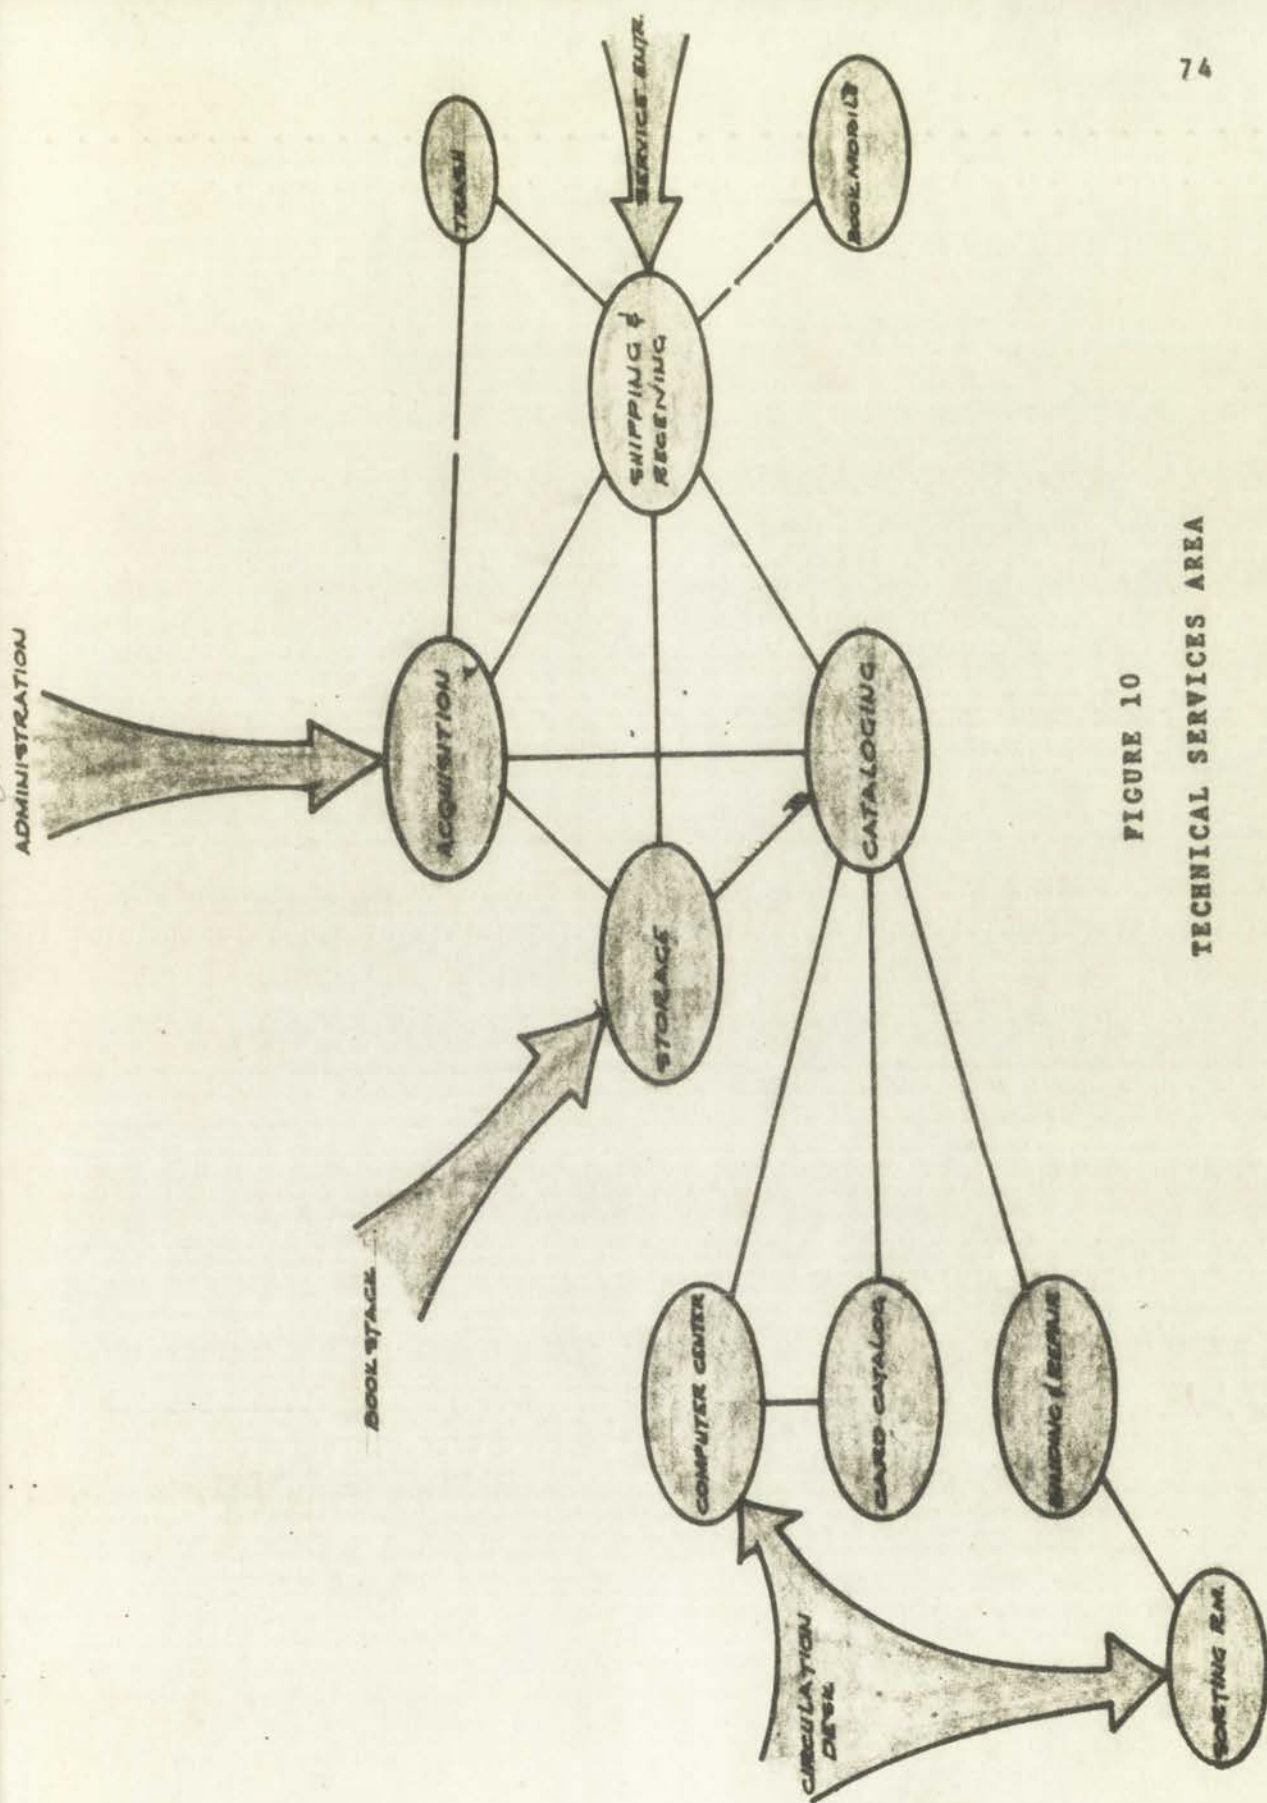 74
ADMINISTRATION
TRASH
SERVICE ENTR.
BOOKMOBILE
SHIPPING &
RECEIVING
ACQUISITION
CATALOGING
STORAGE
BOOK STACK
COMPUTER CENTER
CARD CATALOG
BINDING & REPAIR
CIRCULATION
DESK
SORTING RM.
FIGURE 10
TECHNICAL SERVICES AREA